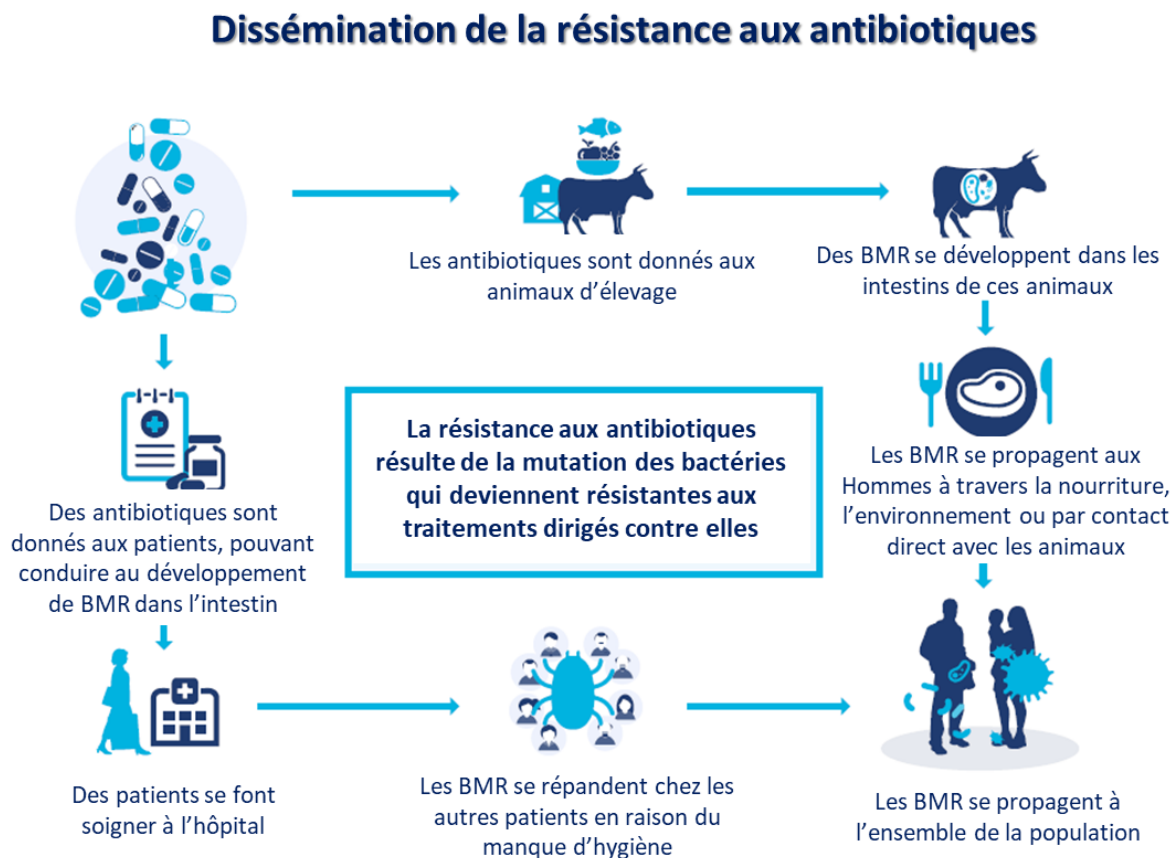 Dissémination de la résistance aux antibiotiques
Les antibiotiques sont donnés aux
animaux d’élevage
Des BMR se développent dans les
intestins de ces animaux
La résistance aux antibiotiques
résulte de la mutation des bactéries
qui deviennent résistantes aux
traitements dirigés contre elles
Les BMR se propagent aux
Hommes à travers la nourriture,
l’environnement ou par contact
direct avec les animaux
Des antibiotiques sont
donnés aux patients, pouvant
conduire au développement
de BMR dans l’intestin
Des patients se font
soigner à l’hôpital
Les BMR se répandent chez les
autres patients en raison du
manque d’hygiène
Les BMR se propagent à
l’ensemble de la population